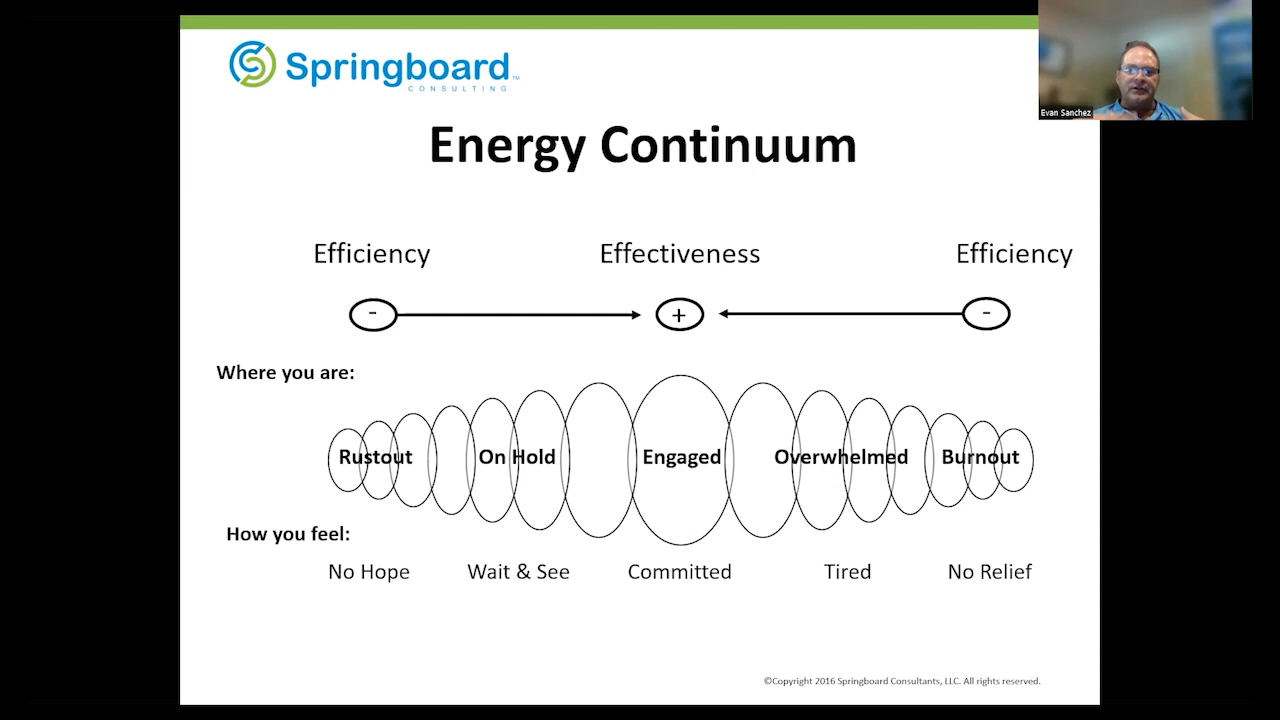 Springboard™
CONSULTING
Evan Sanchez
Energy Continuum
Efficiency Effectiveness Efficiency
- + -
Where you are:
Rustout On Hold Engaged Overwhelmed Burnout
How you feel:
No Hope Wait & See Committed Tired No Relief
©Copyright 2016 Springboard Consultants, LLC. All rights reserved.